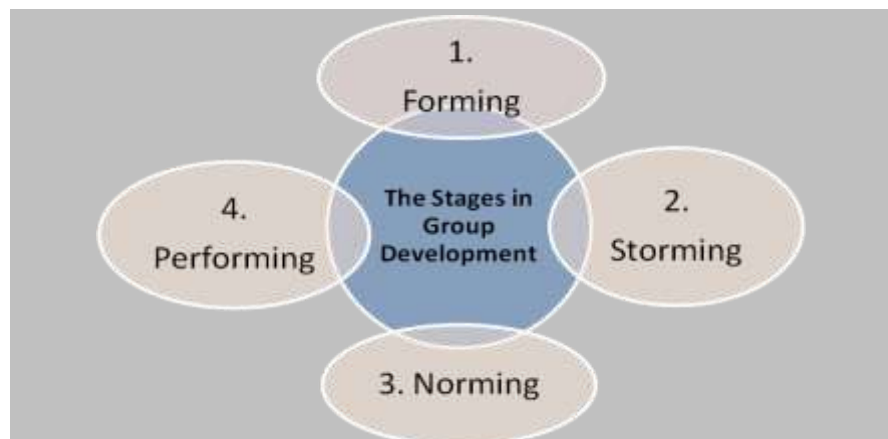 1.
Forming
The Stages in
Group
Development
2.
Storming
3. Norming
4.
Performing